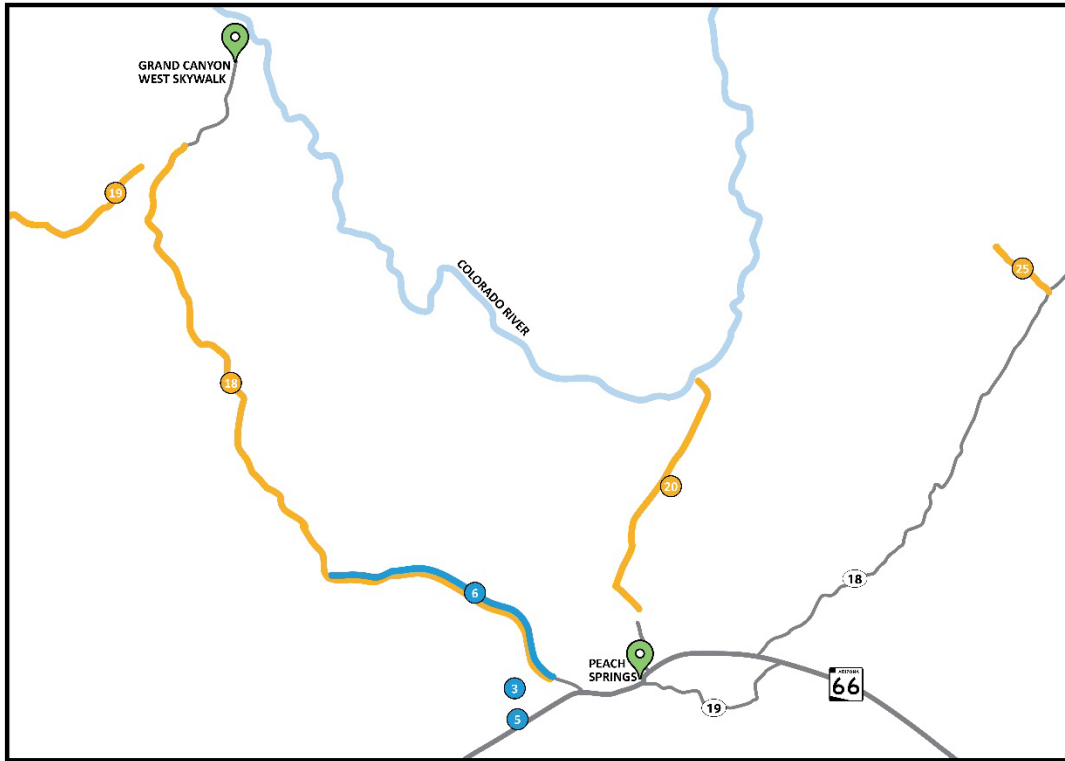 GRAND CANYON
WEST SKYWALK
19
25
COLORADO RIVER
18
20
18
6
PEACH
SPRINGS
ARIZONA
66
3
19
5